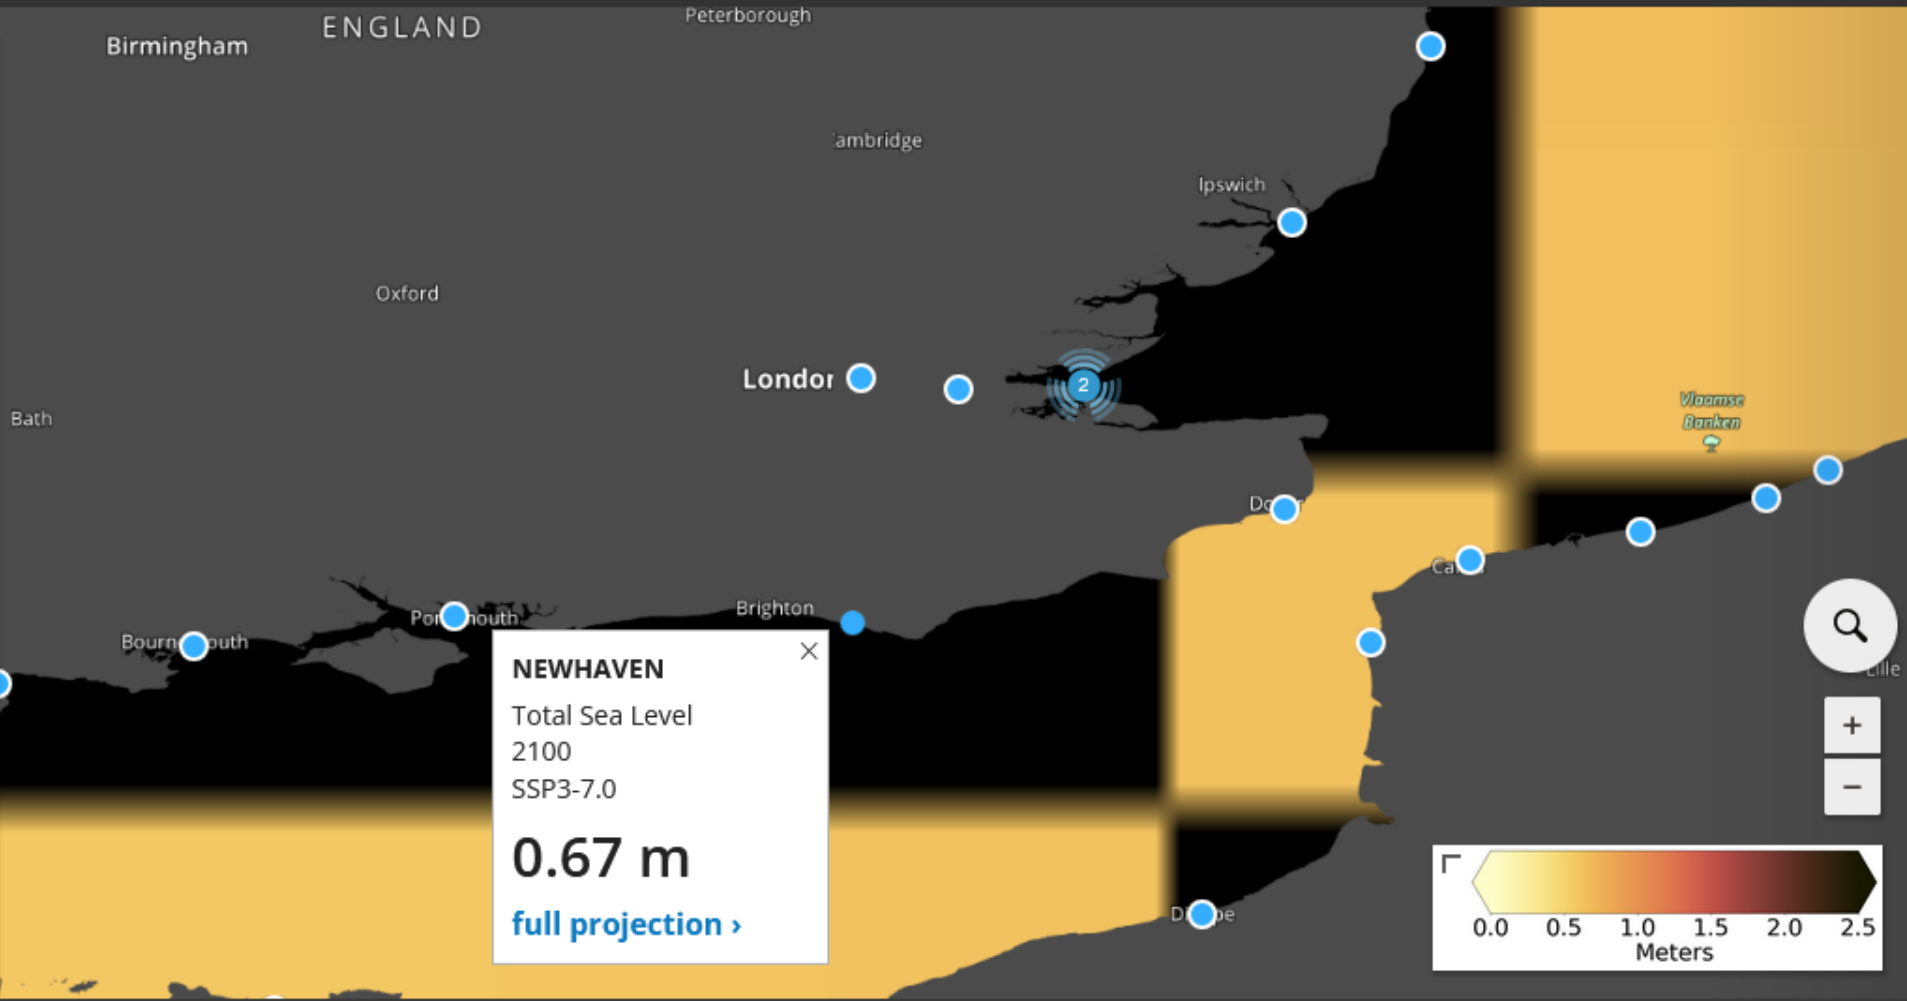 Peterborough
ENGLAND
Birmingham
ambridge
Ipswich
Oxford
London
2
Vlaamse
Banken
Bath
Brighton
NEWHAVEN
Total Sea Level
2100
SSP3-7.0
0.67 m
full projection ›
Lille
+
−
0.0 0.5 1.0 1.5 2.0 2.5
Meters